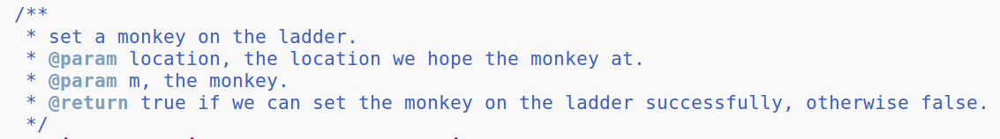 /**
* set a monkey on the ladder.
* @param location, the location we hope the monkey at.
* @param m, the monkey.
* @return true if we can set the monkey on the ladder successfully, otherwise false.
*/